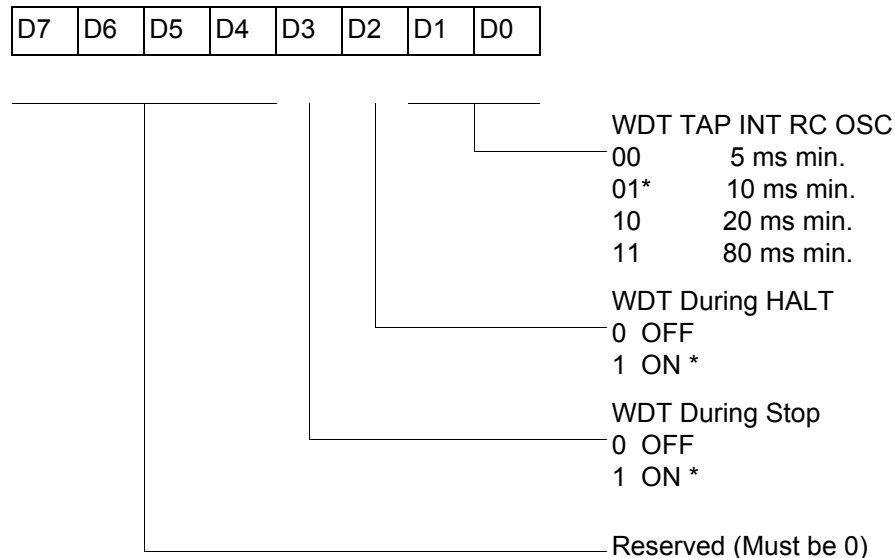 D7 D6 D5 D4 D3 D2 D1 D0
WDT TAP INT RC OSC
00 5 ms min.
01* 10 ms min.
10 20 ms min.
11 80 ms min.
WDT During HALT
0 OFF
1 ON *
WDT During Stop
0 OFF
1 ON *
Reserved (Must be 0)